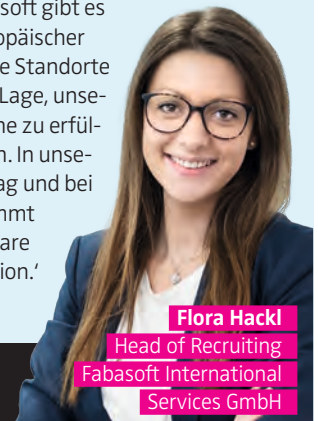 soft gibt es
opäischer
e Standorte
Lage, unse-
ne zu erfül-
n. In unse-
ag und bei
mmt
are
ion.‘
Flora Hackl
Head of Recruiting
Fabasoft International
Services GmbH